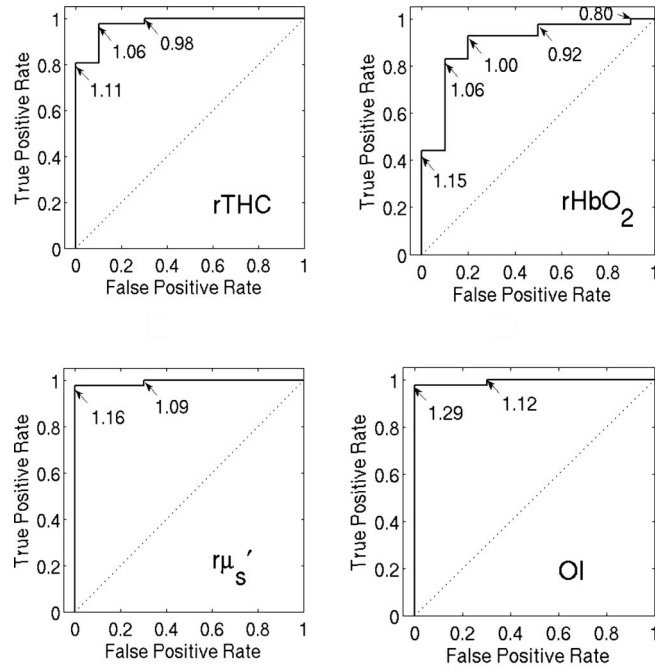 1
0.98
1.06
0.8
1.11
0.6
0.4
rTHC
0.2
0
0 0.2 0.4 0.6 0.8 1
False Positive Rate
True Positive Rate
0.80
1
0.92
1.00
0.8
1.06
0.6
0.4
1.15
rHbO2
0.2
0
0 0.2 0.4 0.6 0.8 1
False Positive Rate
True Positive Rate
1
1.16
1.09
0.8
0.6
0.4
rμs′
0.2
0
0 0.2 0.4 0.6 0.8 1
False Positive Rate
True Positive Rate
1
1.29
1.12
0.8
0.6
0.4
OI
0.2
0
0 0.2 0.4 0.6 0.8 1
False Positive Rate
True Positive Rate